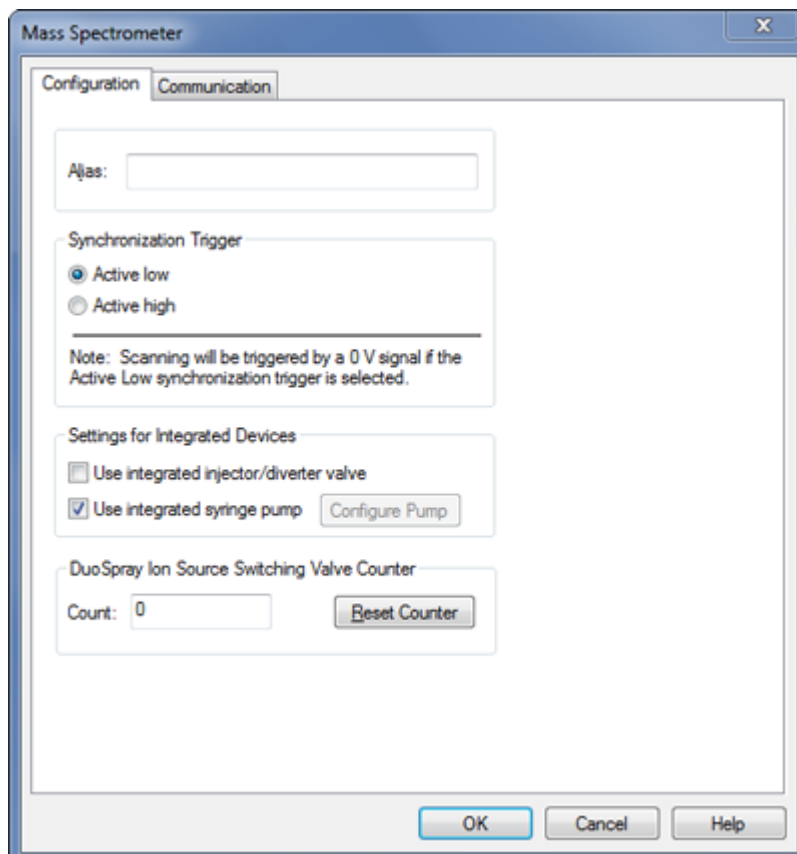 Mass Spectrometer
Configuration
Communication
Alias:
Synchronization Trigger
Active low
Active high
Note: Scanning will be triggered by a 0 V signal if the
Active Low synchronization trigger is selected.
Settings for Integrated Devices
Use integrated injector/diverter valve
Use integrated syringe pump
Configure Pump
DuoSpray Ion Source Switching Valve Counter
Count: 0
Reset Counter
OK
Cancel
Help